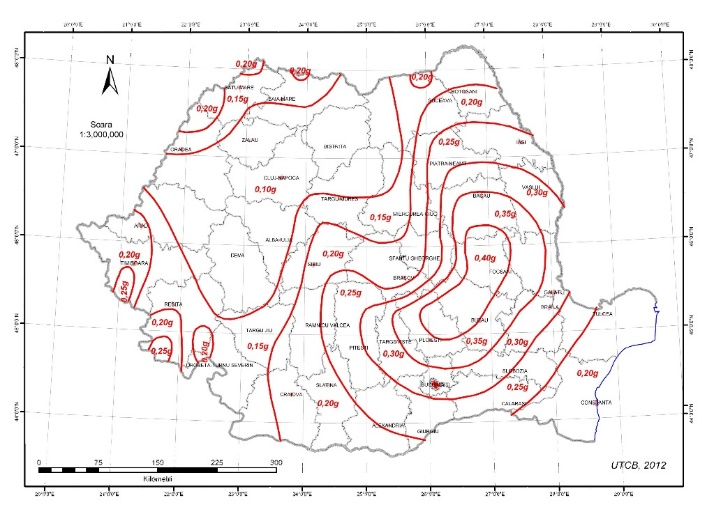 N
Scara
1:3,000,000
0,20g
0,20g
0,20g
SATU MARE
0,15g
BAIA MARE
0,20g
BOTOSANI
SUCEAVA
0,20g
ORADEA
ZALAU
BISTRITA
0,25g
IASI
PIATRA NEAMT
CLUJ-NAPOCA
0,10g
TARGU MURES
BACAU
VASLUI
0,30g
0,15g
MIERCUREA CIUC
0,35g
ARAD
ALBA IULIA
0,20g
TIMISOARA
DEVA
0,20g
SIBIU
SFANTU GHEORGHE
0,40g
FOCSANI
BRASOV
0,25g
0,25g
GALATI
RESITA
BRAILA
TULCEA
0,20g
TARGU JIU
RAMNICU VALCEA
BUZAU
0,15g
0,20g
0,25g
PITESTI
TARGOVISTE
PLOIESTI
0,35g
0,30g
0,30g
DROBETA TURNU SEVERIN
SLOBOZIA
0,20g
SLATINA
0,25g
CRAIOVA
0,20g
CALARASI
CONSTANTA
ALEXANDRIA
GIURGIU
0
75
150
225
300
Kilometri
UTCB, 2012